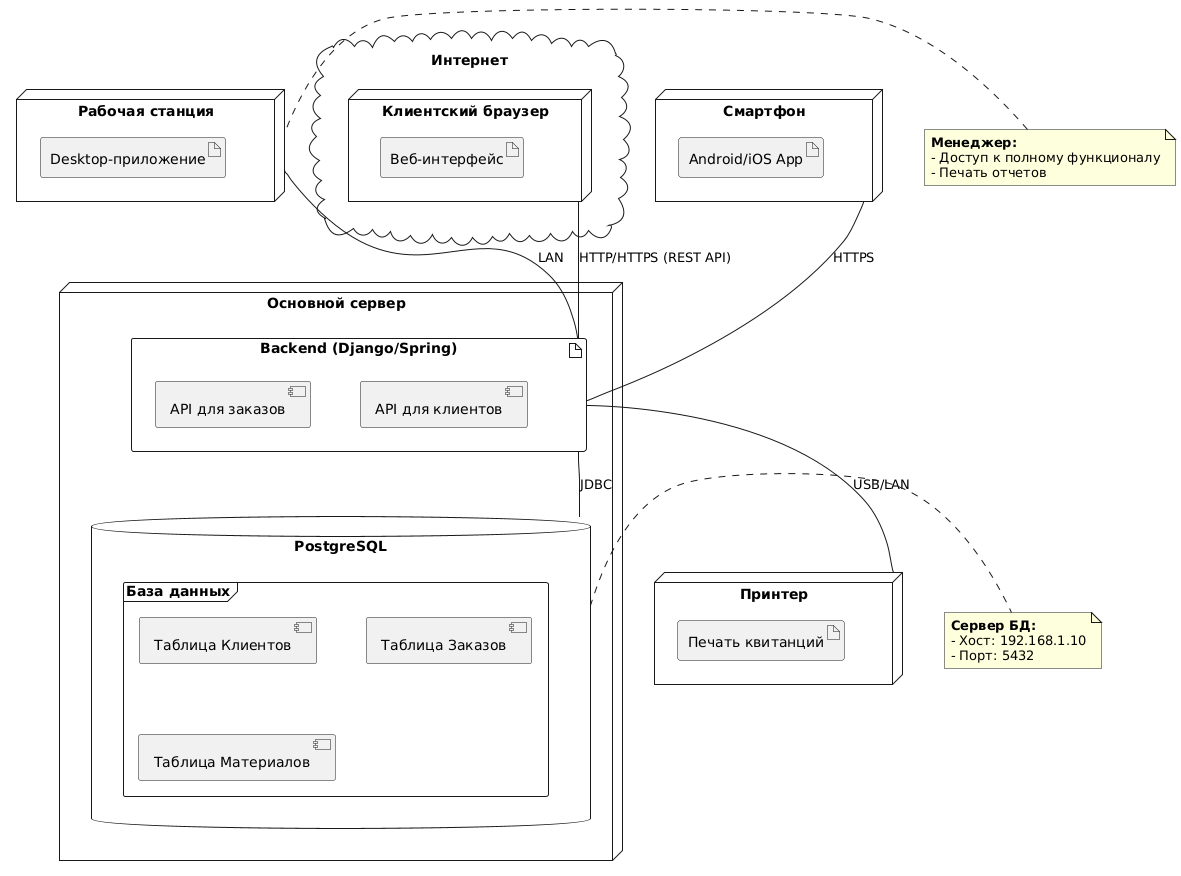 Интернет
Рабочая станция
Desktop-приложение
Клиентский браузер
Веб-интерфейс
Смартфон
Android/iOS App
Менеджер:
- Доступ к полному функционалу
- Печать отчетов
LAN
HTTP/HTTPS (REST API)
HTTPS
Основной сервер
Backend (Django/Spring)
API для заказов
API для клиентов
JDBC
USB/LAN
PostgreSQL
База данных
Таблица Клиентов
Таблица Заказов
Таблица Материалов
Принтер
Печать квитанций
Сервер БД:
- Хост: 192.168.1.10
- Порт: 5432